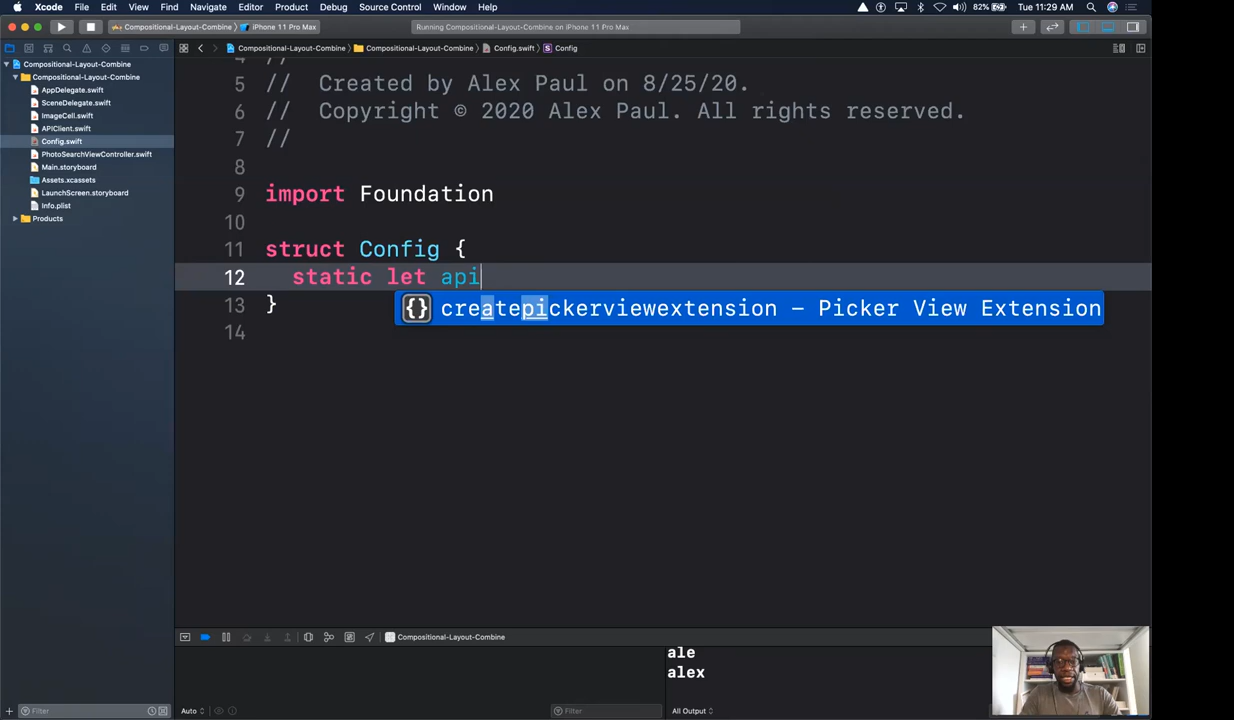 Xcode File Edit View Find Navigate Editor Product Debug Source Control Window Help 82% Tue 11:29 AM
Compositional-Layout-Combine iPhone 11 Pro Max Running Compositional-Layout-Combine on iPhone 11 Pro Max
Compositional-Layout-Combine Compositional-Layout-Combine Config.swift Config
Compositional-Layout-Combine
Compositional-Layout-Combine
AppDelegate.swift
SceneDelegate.swift
ImageCell.swift
APIClient.swift
Config.swift
PhotoSearchViewController.swift
Main.storyboard
Assets.xcassets
LaunchScreen.storyboard
Info.plist
Products
4 //
5 // Created by Alex Paul on 8/25/20.
6 // Copyright © 2020 Alex Paul. All rights reserved.
7 //
8
9 import Foundation
10
11 struct Config {
12 static let api
{} createpickerviewextension — Picker View Extension
13 }
14
Compositional-Layout-Combine
ale
alex
Filter Auto Filter All Output